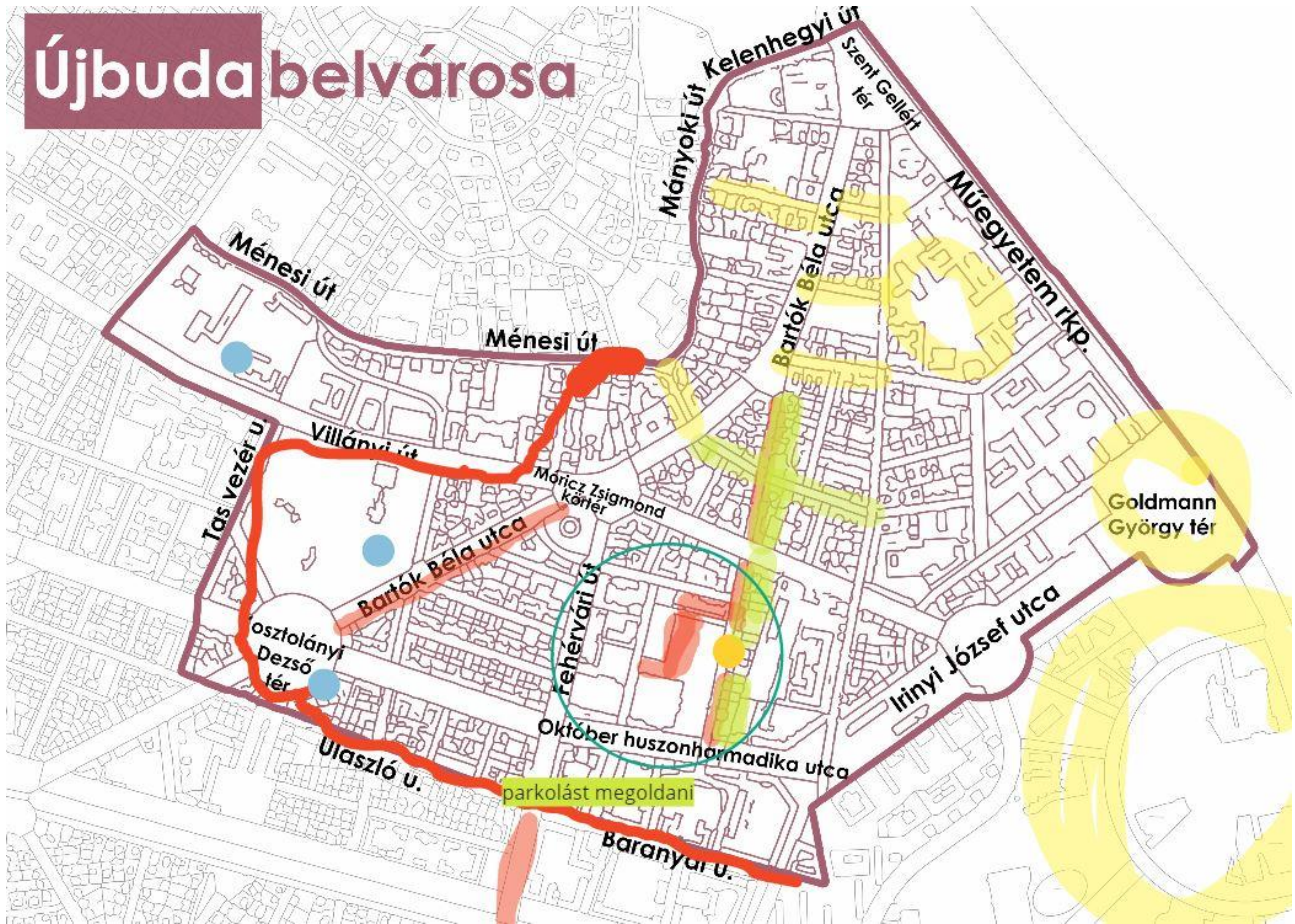 Újbuda belvárosa
Kelenhegyi út
Szent Gellért
tér
Mányoki út
Műegyetem rkp.
Bartók Béla utca
Ménesi út
Ménesi út
Villányi út
Tas vezér u.
Móricz Zsigmond
körtér
Goldmann
György tér
Bartók Béla utca
Fehérvári út
Irinyi József utca
osztolányi
Dezső
tér
Október huszonharmadika utca
Ulászló u.
parkolást megoldani
Baranyai u.